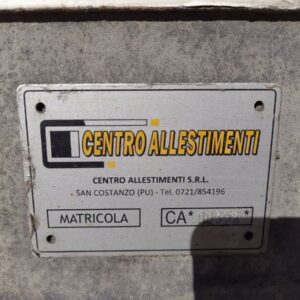 CENTRO ALLESTIMENTI
CENTRO ALLESTIMENTI S.R.L.
SAN COSTANZO (PU) - Tel. 0721/854196
MATRICOLA CA*
*